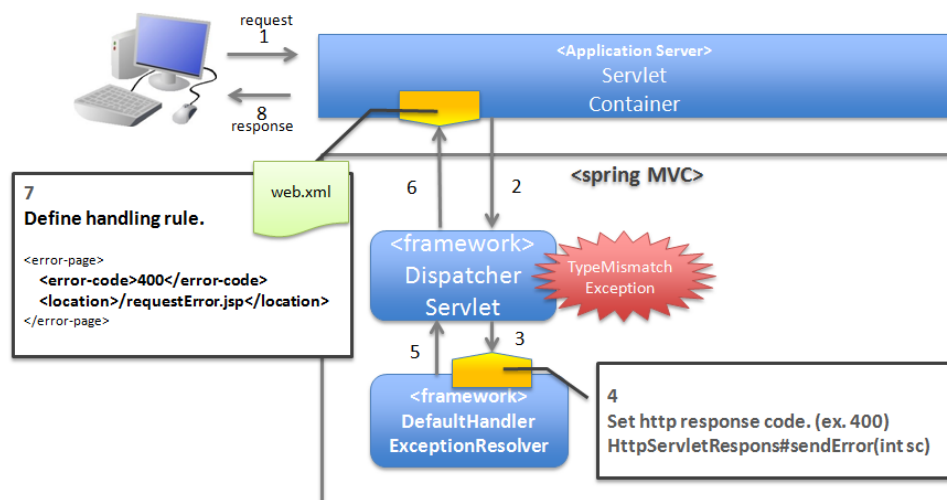 request
1
8
response
<Application Server>
Servlet
Container
web.xml
7
Define handling rule.
<error-page>
<error-code>400</error-code>
<location>/requestError.jsp</location>
</error-page>
6
2
<spring MVC>
<framework>
Dispatcher
Servlet
TypeMismatch
Exception
5
3
<framework>
DefaultHandler
ExceptionResolver
4
Set http response code. (ex. 400)
HttpServletRespons#sendError(int sc)